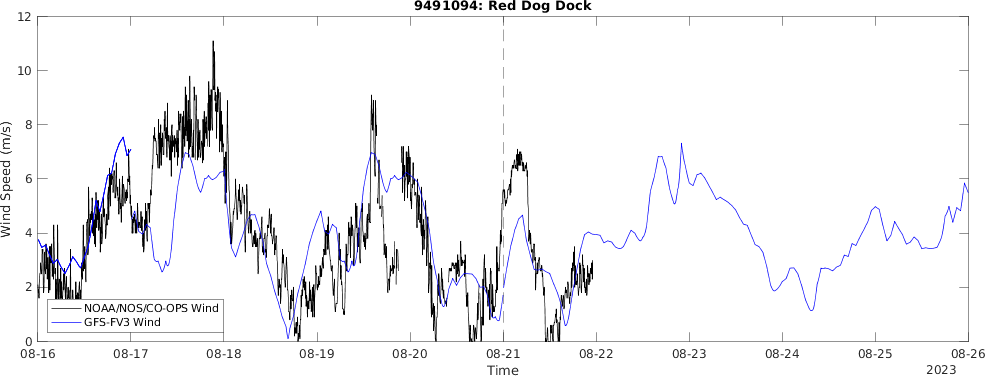 9491094: Red Dog Dock
12
10
8
6
4
2
0
Wind Speed (m/s)
NOAA/NOS/CO-OPS Wind
GFS-FV3 Wind
08-16 08-17 08-18 08-19 08-20 08-21 08-22 08-23 08-24 08-25 08-26
Time
2023